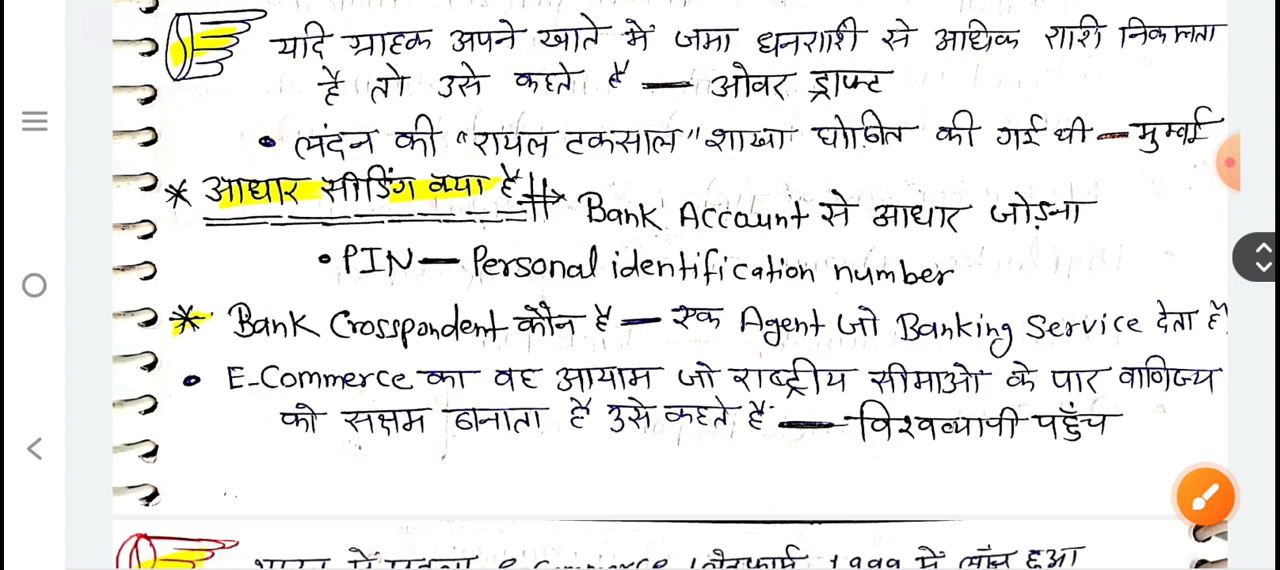 यदि ग्राहक अपने खाते में जमा धनराशी से अधिक राशी निकालता
है तो उसे कहते हैं — ओवर ड्राफ्ट
• लंदन की "रायल टकसाल" शाखा घोषित की गई थी — मुम्बई
* आधार सीडिंग क्या है Bank Account से आधार जोड़ना
• PIN — Personal identification number
* Bank Crosspondent कौन है — एक Agent जो Banking Service देता है
• E-Commerce का वह आयाम जो राष्ट्रीय सीमाओं के पार वाणिज्य
को सक्षम बनाता है उसे कहते है — विश्वव्यापी पहुँच
1999 में लॉंच हुआ